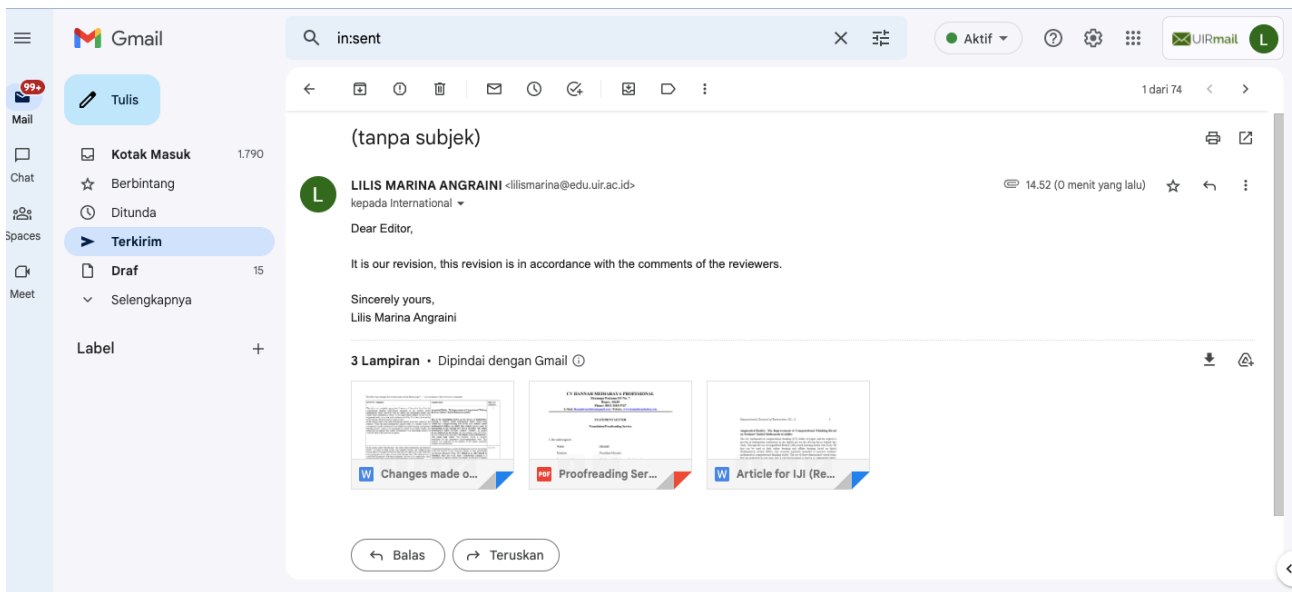 Gmail
in:sent
Aktif
UIRmail
L
99+
Mail
Chat
Spaces
Meet
Tulis
Kotak Masuk 1.790
Berbintang
Ditunda
Terkirim
Draf 15
Selengkapnya
Label
1 dari 74
(tanpa subjek)
L
LILIS MARINA ANGRAINI <lilismarina@edu.uir.ac.id>
14.52 (0 menit yang lalu)
kepada International
Dear Editor,
It is our revision, this revision is in accordance with the comments of the reviewers.
Sincerely yours,
Lilis Marina Angraini
3 Lampiran • Dipindai dengan Gmail
CV HANNAH MEDIARAYA PROFESIONAL
W Changes made o...
PDF Proofreading Ser...
W Article for IJI (Re...
Balas
Teruskan